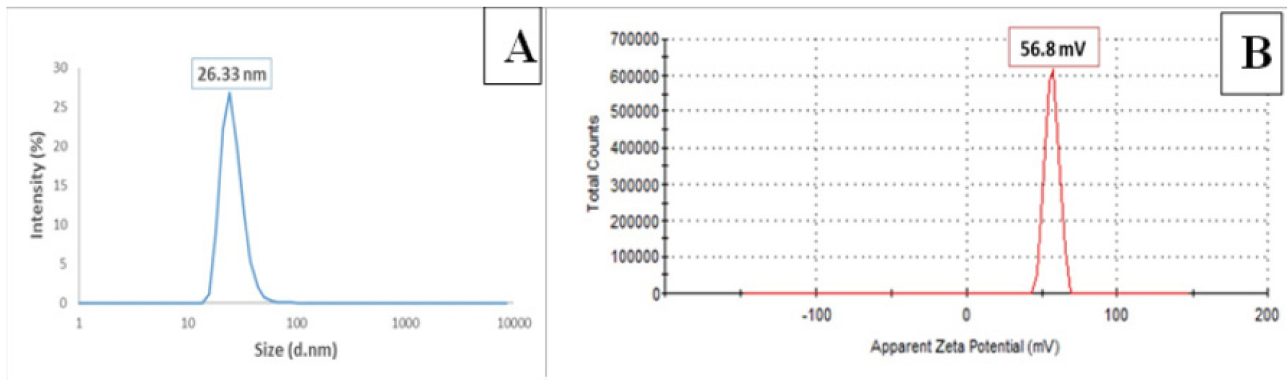 A
26.33 nm
30
25
20
15
10
5
0
Intensity (%)
1 10 100 1000 10000
Size (d.nm)
B
56.8 mV
700000
600000
500000
400000
300000
200000
100000
0
Total Counts
-100 0 100 200
Apparent Zeta Potential (mV)